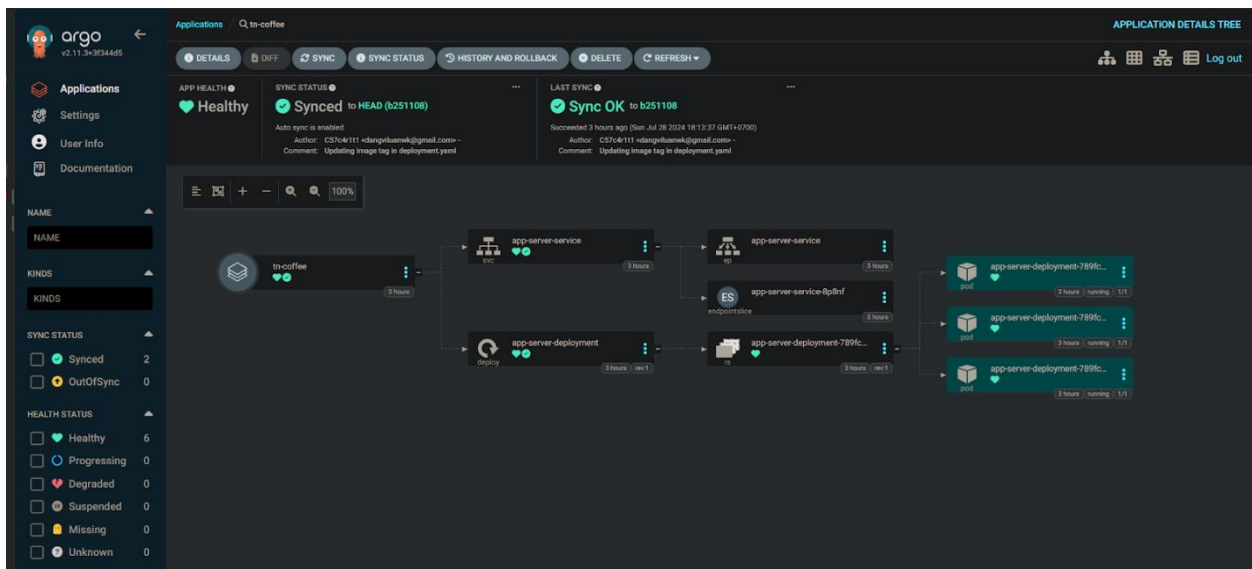 argo
v2.11.3+3f344d5
Applications
Settings
User Info
Documentation
NAME
NAME
KINDS
KINDS
SYNC STATUS
Synced 2
OutOfSync 0
HEALTH STATUS
Healthy 6
Progressing 0
Degraded 0
Suspended 0
Missing 0
Unknown 0
Applications / tn-coffee
APPLICATION DETAILS TREE
DETAILS DIFF SYNC SYNC STATUS HISTORY AND ROLLBACK DELETE REFRESH
Log out
APP HEALTH
Healthy
SYNC STATUS
Synced to HEAD (b251108)
Auto sync is enabled.
Author: C57c4r1t1 <dangviluanwk@gmail.com> -
Comment: Updating image tag in deployment.yaml
LAST SYNC
Sync OK to b251108
Succeeded 3 hours ago (Sun Jul 28 2024 18:13:37 GMT+0700)
Author: C57c4r1t1 <dangviluanwk@gmail.com> -
Comment: Updating image tag in deployment.yaml
100%
tn-coffee
3 hours
app-server-service
svc
3 hours
app-server-deployment
deploy
3 hours rev:1
app-server-service
ep
3 hours
ES
app-server-service-8p8nf
endpointslice
3 hours
app-server-deployment-789fc...
rs
3 hours rev:1
app-server-deployment-789fc...
pod
3 hours running 1/1
app-server-deployment-789fc...
pod
3 hours running 1/1
app-server-deployment-789fc...
pod
3 hours running 1/1